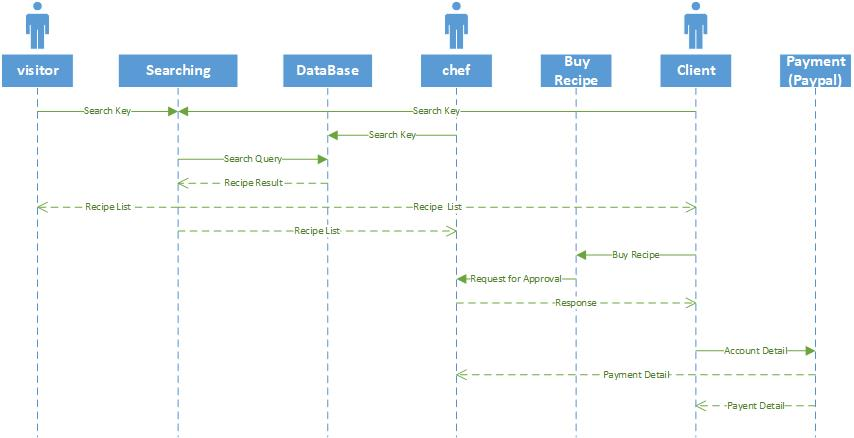 visitor
Searching
DataBase
chef
Buy
Recipe
Client
Payment
(Paypal)
Search Key
Search Key
Search Key
Search Query
Recipe Result
Recipe List
Recipe List
Recipe List
Buy Recipe
Request for Approval
Response
Account Detail
Payment Detail
Payent Detail